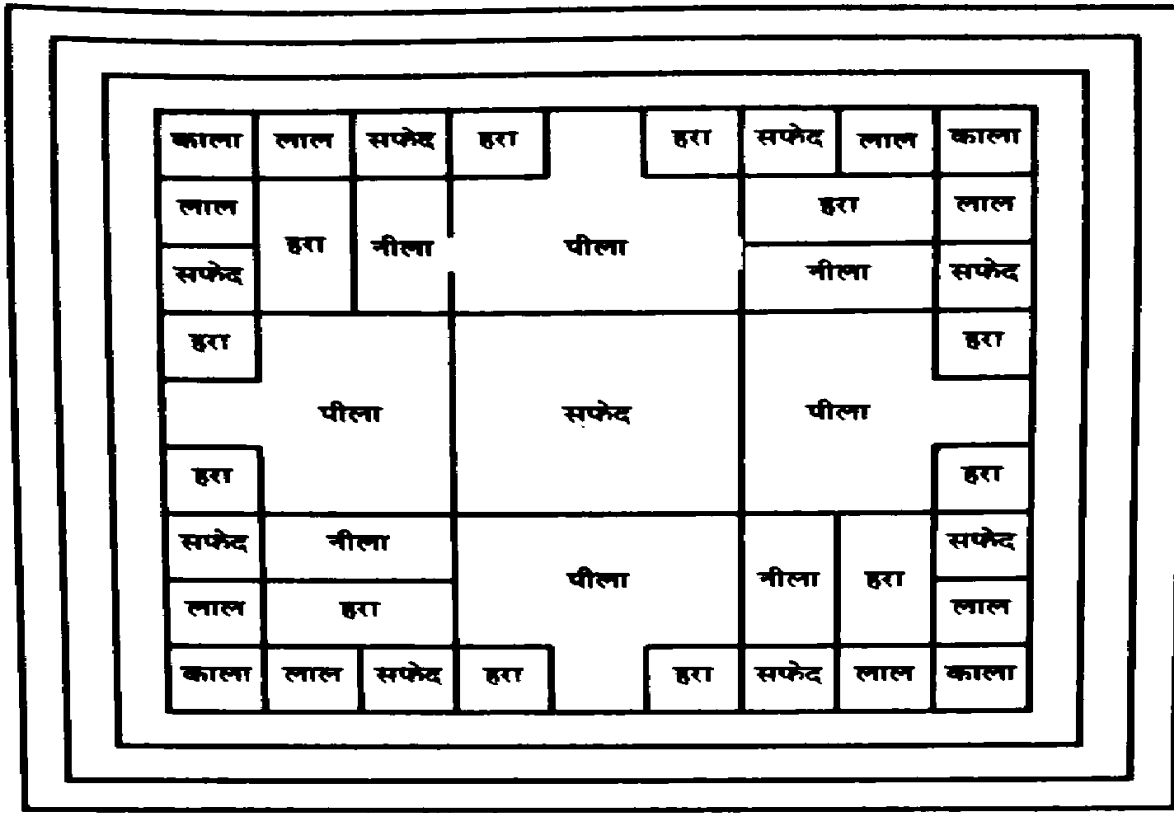 काला लाल सफेद हरा हरा सफेद लाल काला
लाल हरा लाल
हरा नीला पीला
सफेद नीला सफेद
हरा हरा
पीला सफेद पीला
हरा हरा
सफेद नीला सफेद
पीला नीला हरा
लाल हरा लाल
काला लाल सफेद हरा हरा सफेद लाल काला